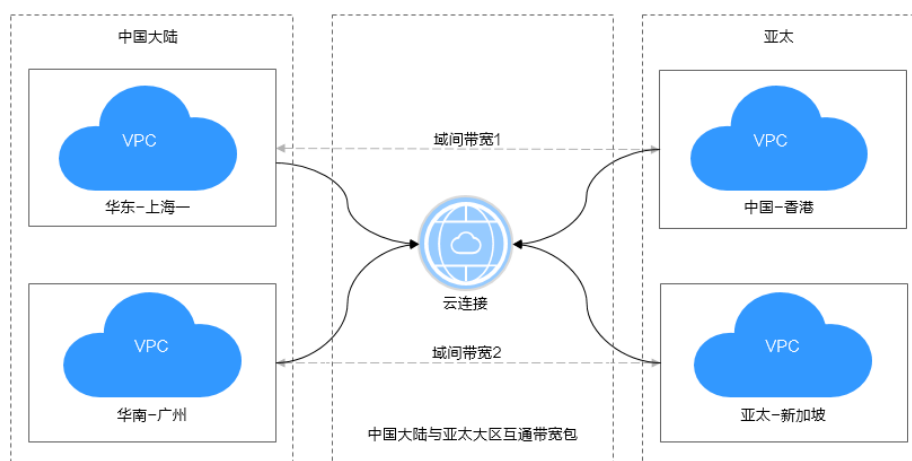 中国大陆
亚太
VPC
华东-上海一
域间带宽1
VPC
中国-香港
云连接
VPC
华南-广州
域间带宽2
VPC
亚太-新加坡
中国大陆与亚太大区互通带宽包